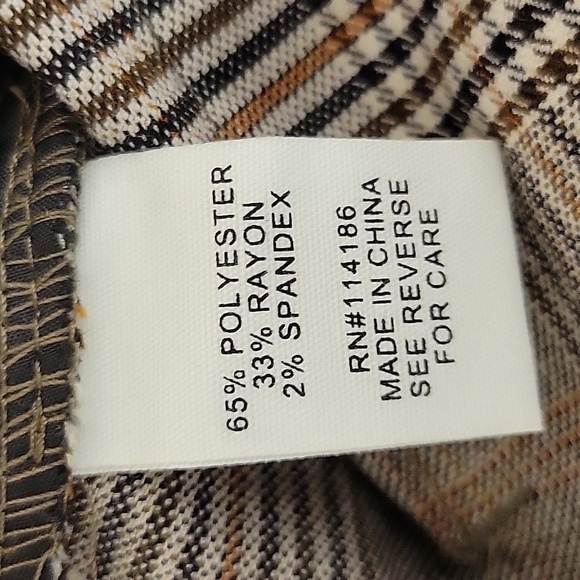 65% POLYESTER
33% RAYON
2% SPANDEX
RN#114186
MADE IN CHINA
SEE REVERSE
FOR CARE